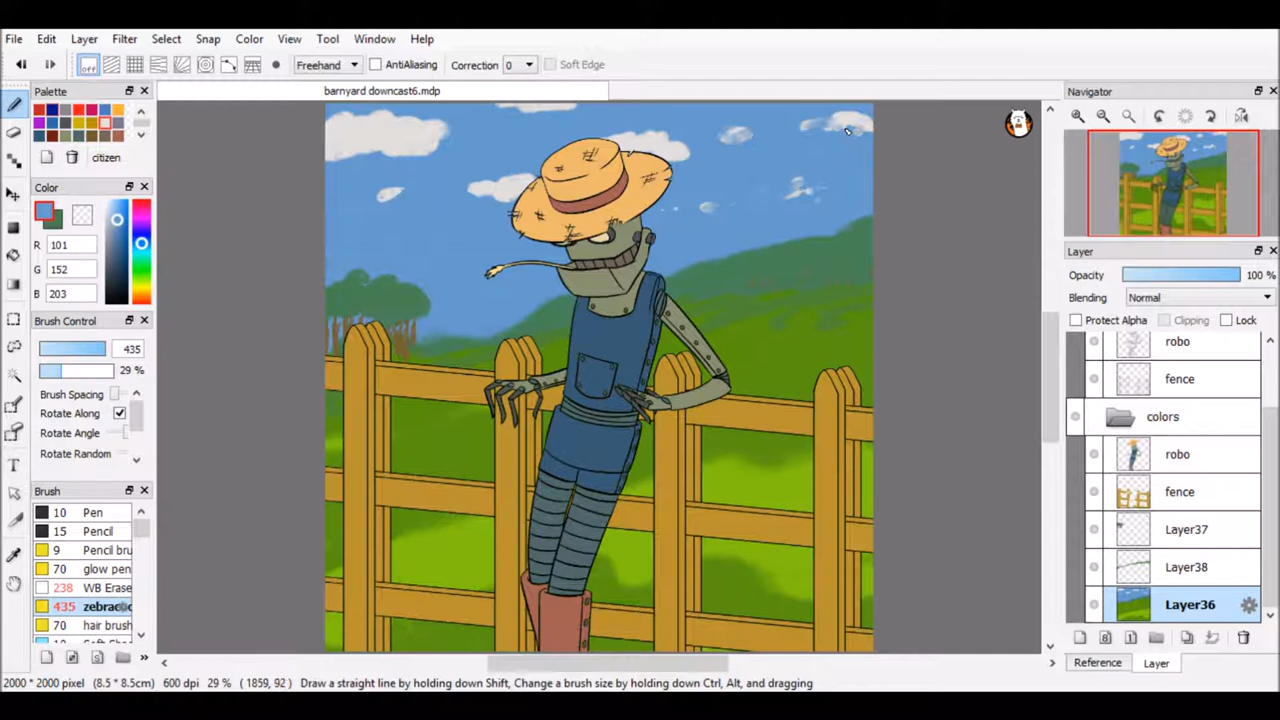 File Edit Layer Filter Select Snap Color View Tool Window Help
off Freehand AntiAliasing Correction 0 Soft Edge
Palette
barnyard downcast6.mdp
Navigator
citizen
Color
R 101
G 152
B 203
Brush Control
435
29 %
Brush Spacing
Rotate Along
Rotate Angle
Rotate Random
Brush
10 Pen
15 Pencil
9 Pencil bru
70 glow pen
238 WB Erase
435
70 hair brush
Layer
Opacity 100 %
Blending Normal
Protect Alpha Clipping Lock
robo
fence
colors
robo
fence
Layer37
Layer38
Layer36
8 1
Reference Layer
2000 * 2000 pixel (8.5 * 8.5cm) 600 dpi 29 % ( 1859, 92 ) Draw a straight line by holding down Shift, Change a brush size by holding down Ctrl, Alt, and dragging